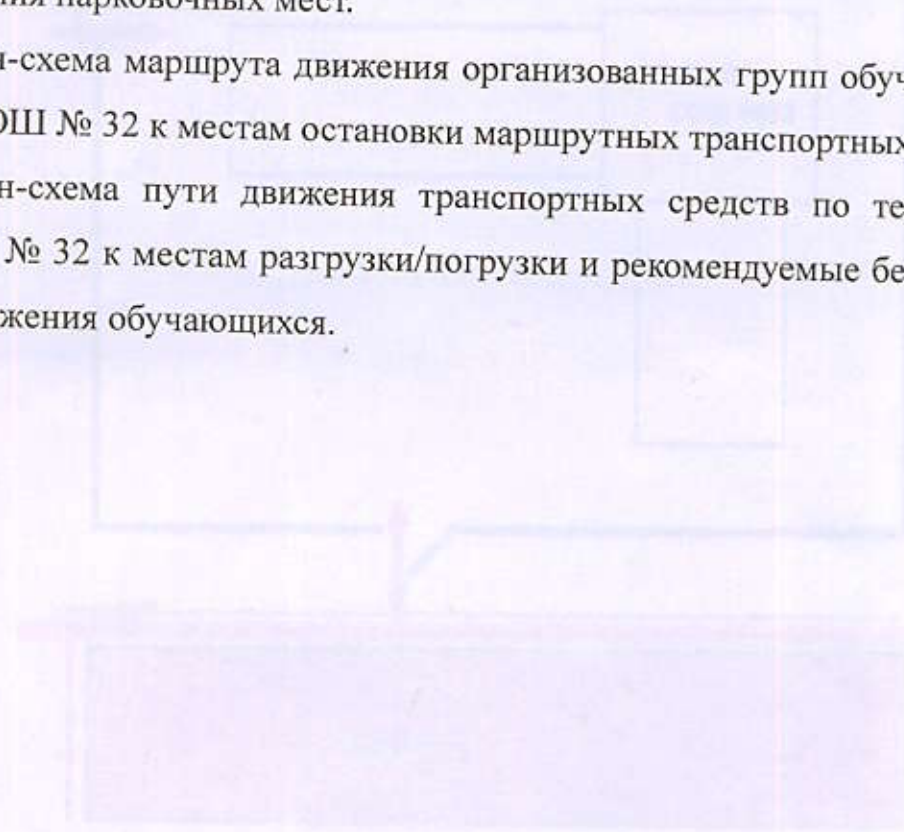 ния парковочных мест.
н-схема маршрута движения организованных групп обуч
ОШ № 32 к местам остановки маршрутных транспортных
н-схема пути движения транспортных средств по те
№ 32 к местам разгрузки/погрузки и рекомендуемые бе
жения обучающихся.